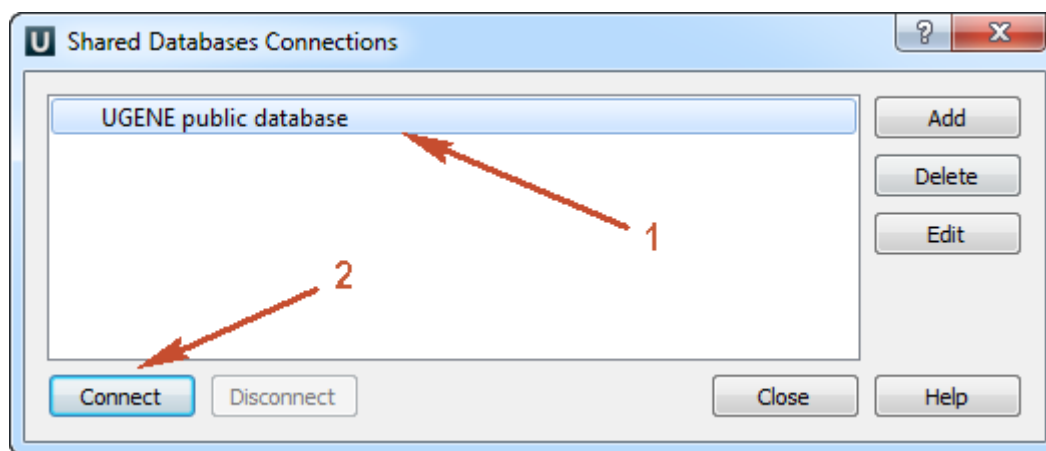 U Shared Databases Connections ?
UGENE public database
Add
Delete
Edit
1
2
Connect
Disconnect
Close
Help